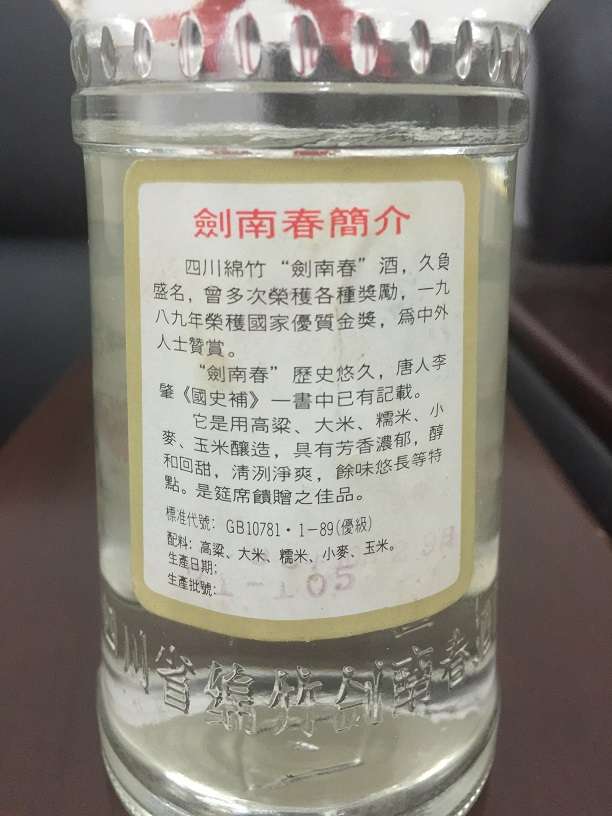 劍南春簡介
四川綿竹“劍南春”酒，久負
盛名，曾多次榮獲各種獎勵，一九
八九年榮獲國家優質金獎，爲中外
人士贊賞。
“劍南春”歷史悠久，唐人李
肇《國史補》一書中已有記載。
它是用高粱、大米、糯米、小
麥、玉米釀造，具有芳香濃郁，醇
和回甜，清洌淨爽，餘味悠長等特
點。是筵席饋贈之佳品。
標准代號：GB10781·1-89(優級)
配料：高粱、大米、糯米、小麥、玉米。
生產日期：
生產批號：
四川省綿竹劍南春酒